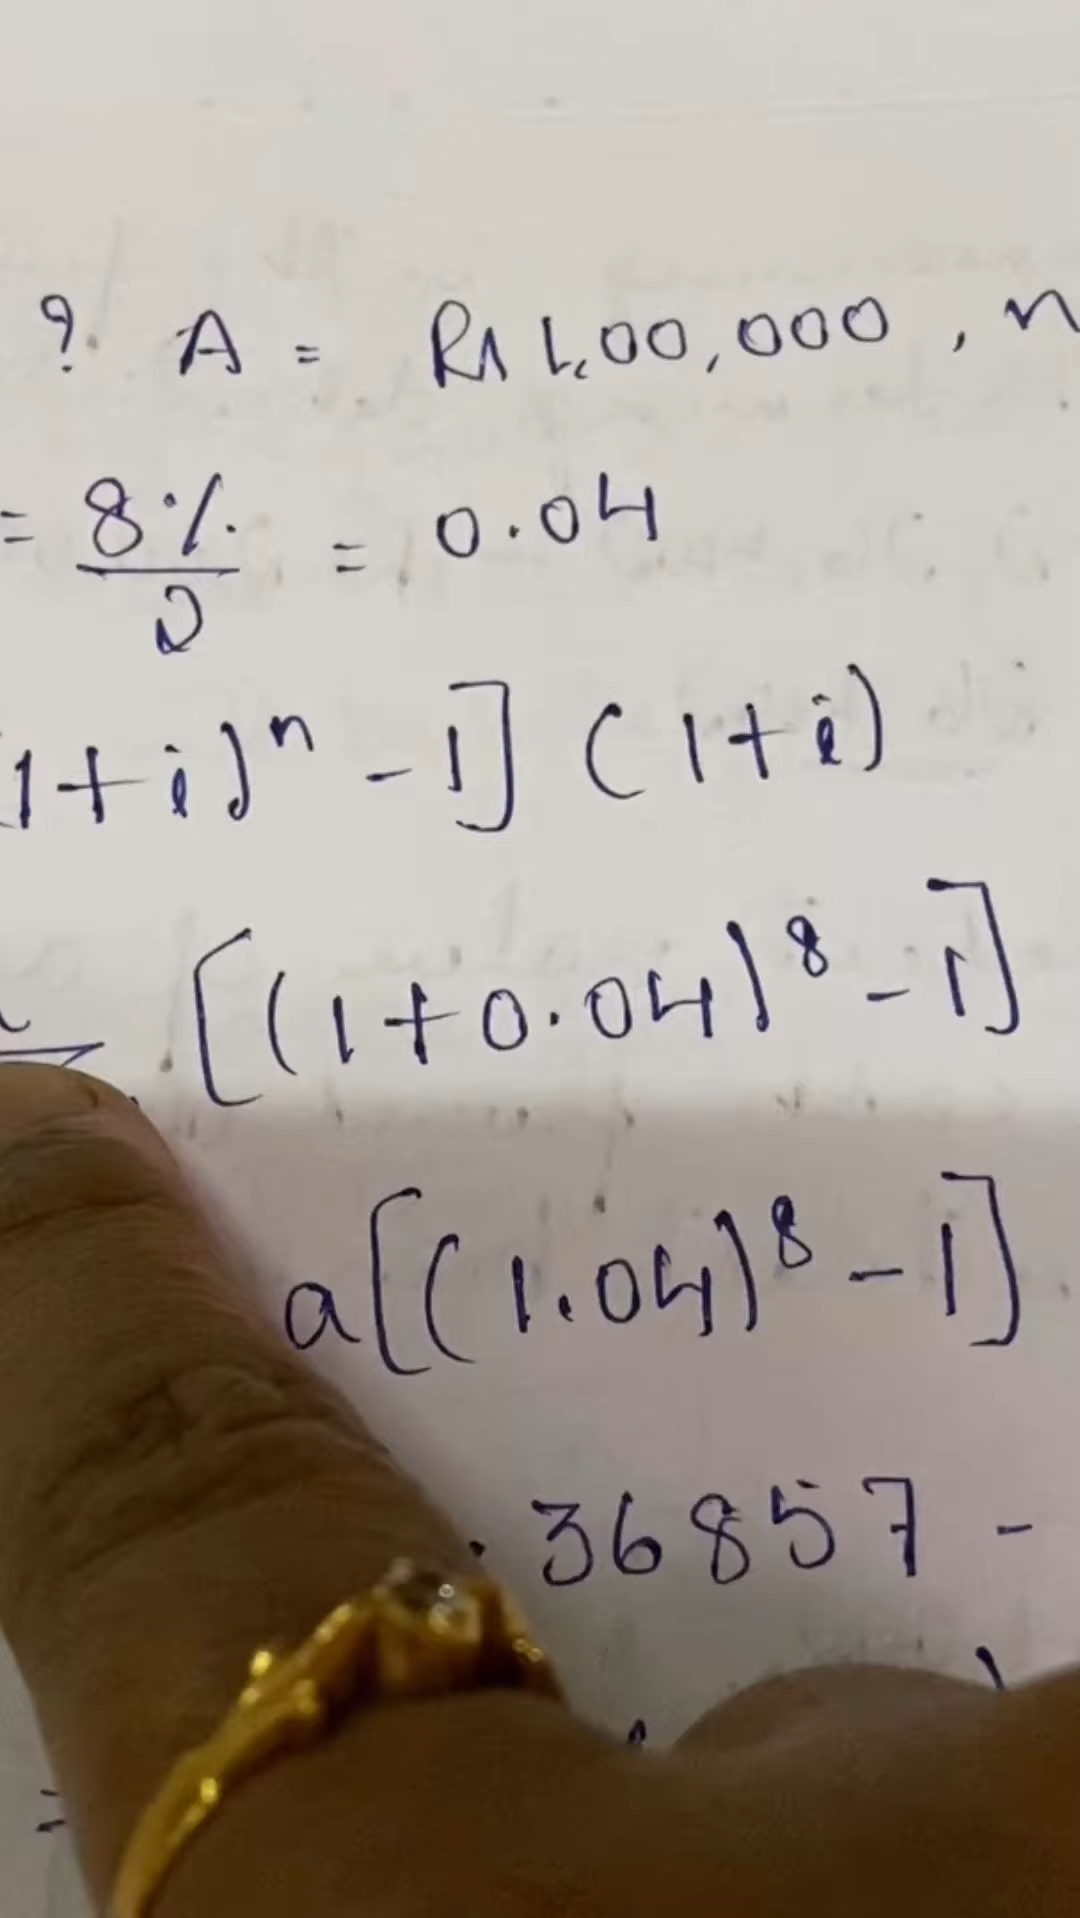 ? A = Rs 1,00,000, n
= 8% / 2 = 0.04
1+i)ⁿ - 1] (1+i)
[(1+0.04)⁸ - 1]
a[(1.04)⁸ - 1]
.36857 -
=